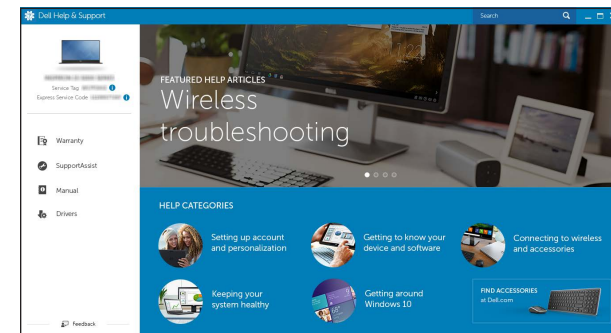 Dell Help & Support
Search
Service Tag
Express Service Code
Warranty
SupportAssist
Manual
Drivers
Feedback
FEATURED HELP ARTICLES
Wireless
troubleshooting
HELP CATEGORIES
Setting up account
and personalization
Getting to know your
device and software
Connecting to wireless
and accessories
Keeping your
system healthy
Getting around
Windows 10
FIND ACCESSORIES
at Dell.com